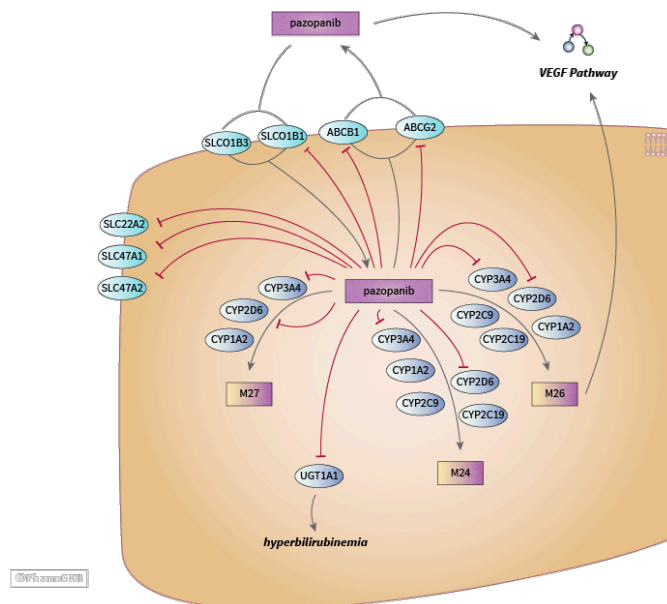 pazopanib
VEGF Pathway
SLCO1B3
SLCO1B1
ABCB1
ABCG2
SLC22A2
SLC47A1
SLC47A2
pazopanib
CYP3A4
CYP2D6
CYP1A2
CYP3A4
CYP2D6
CYP1A2
CYP2C9
CYP2C19
CYP3A4
CYP1A2
CYP2C9
CYP2D6
CYP2C19
M27
M26
M24
UGT1A1
hyperbilirubinemia
©PharmGKB